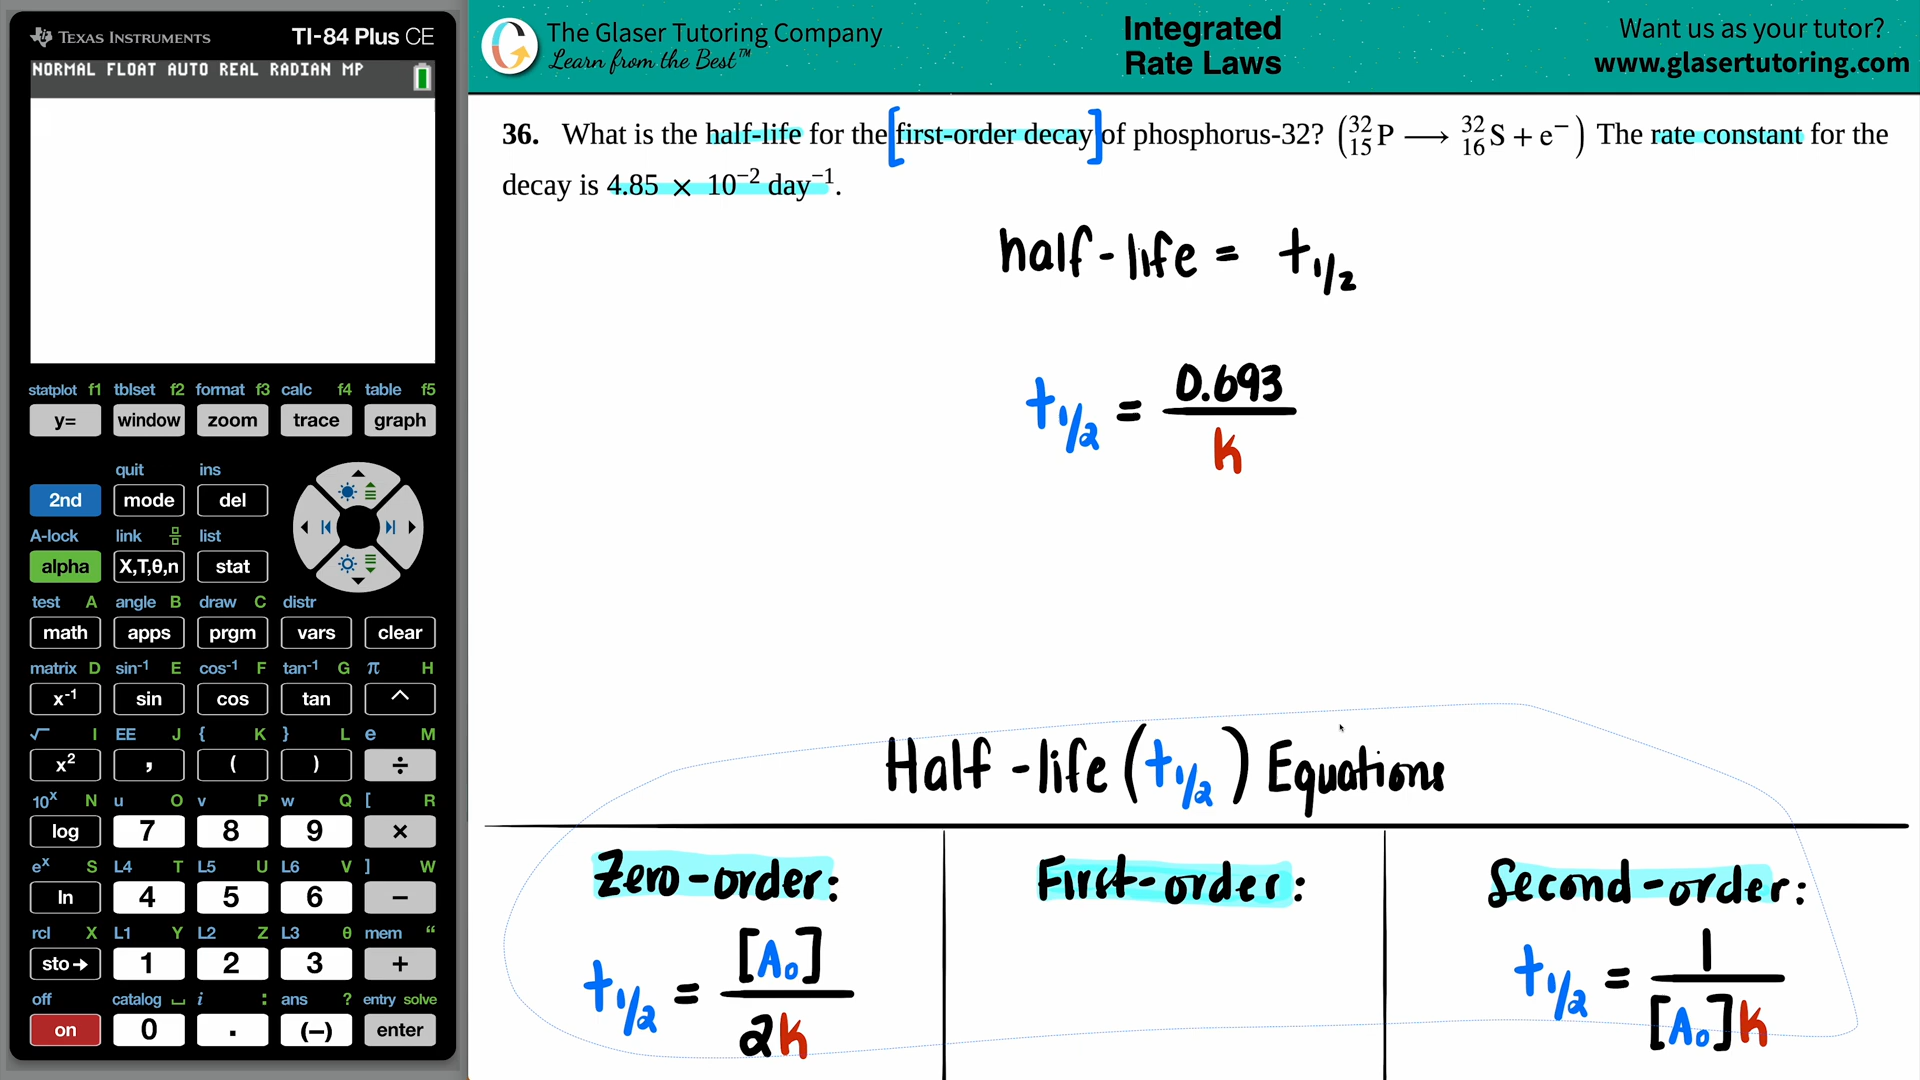 TEXAS INSTRUMENTS TI-84 Plus CE
NORMAL FLOAT AUTO REAL RADIAN MP
statplot f1 tblset f2 format f3 calc f4 table f5
y= window zoom trace graph
quit ins
2nd mode del
A-lock link list
alpha X,T,θ,n stat
test A angle B draw C distr
math apps prgm vars clear
matrix D sin⁻¹ E cos⁻¹ F tan⁻¹ G π H
x⁻¹ sin cos tan ^
√ I EE J { K } L e M
x² , ( ) ÷
10ˣ N u O v P w Q [ R
log 7 8 9 ×
eˣ S L4 T L5 U L6 V ] W
ln 4 5 6 −
rcl X L1 Y L2 Z L3 θ mem “
sto→ 1 2 3 +
off catalog ⎵ i : ans ? entry solve
on 0 . (−) enter
The Glaser Tutoring Company
Learn from the Best™
Integrated
Rate Laws
Want us as your tutor?
www.glasertutoring.com
36. What is the half-life for the [first-order decay] of phosphorus-32? (³²₁₅P ⟶ ³²₁₆S + e⁻) The rate constant for the
decay is 4.85 × 10⁻² day⁻¹.
half-life = t1/2
t1/2 = 0.693 / k
Half-life (t1/2) Equations
Zero-order: First-order: Second-order:
t1/2 = [A₀] / 2k
t1/2 = 1 / [A₀]k